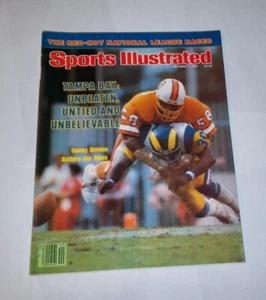 THE RED-HOT NATIONAL LEAGUE RACES
Sports Illustrated
TAMPA BAY:
UNBEATEN,
UNTIED AND
UNBELIEVABLE